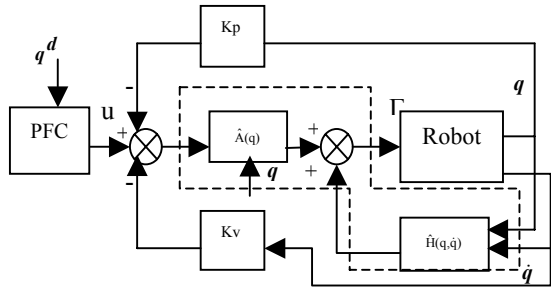 Kp
q d
q
-
u
Γ
PFC
+
Â(q)
+
Robot
q
+
-
Kv
Ĥ(q,q̇)
q̇